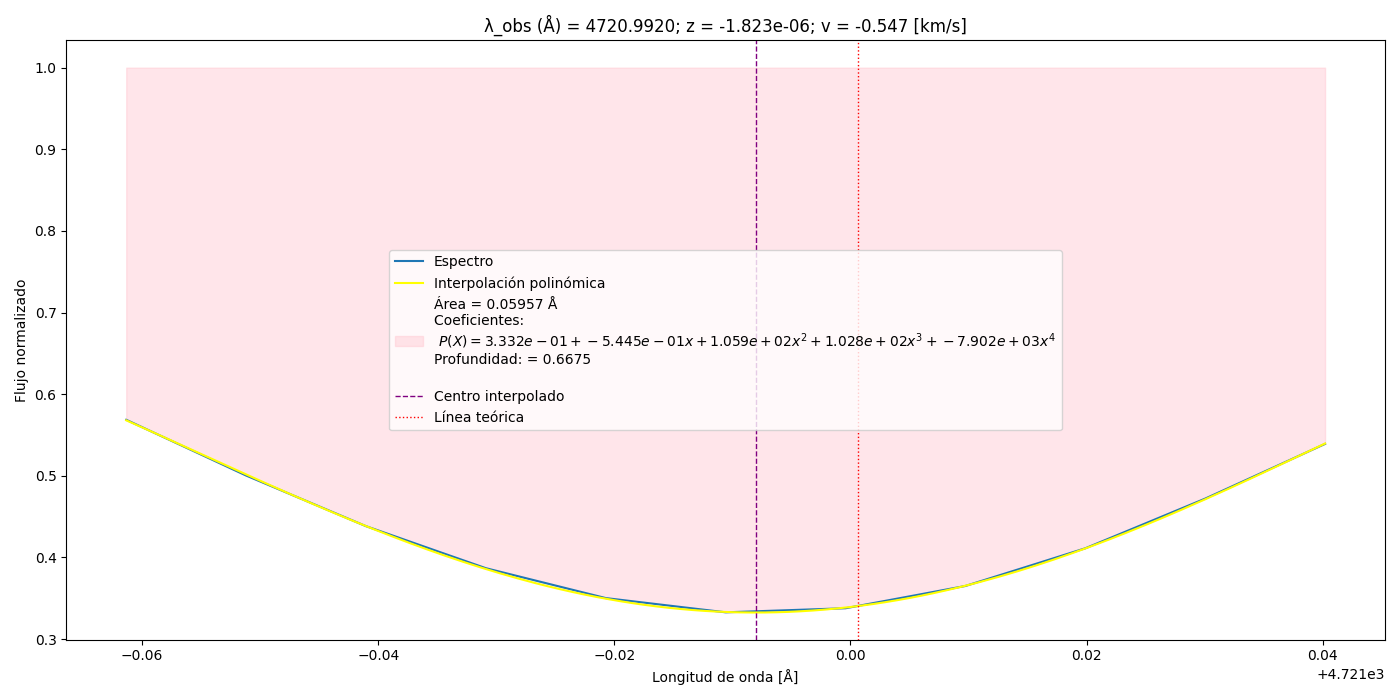 λ_obs (Å) = 4720.9920; z = -1.823e-06; v = -0.547 [km/s]
Flujo normalizado
1.0
0.9
0.8
0.7
0.6
0.5
0.4
0.3
Espectro
Interpolación polinómica
Área = 0.05957 Å
Coeficientes:
P(X) = 3.332e − 01 + −5.445e − 01x + 1.059e + 02x² + 1.028e + 02x³ + −7.902e + 03x⁴
Profundidad: = 0.6675
Centro interpolado
Línea teórica
−0.06 −0.04 −0.02 0.00 0.02 0.04
+4.721e3
Longitud de onda [Å]